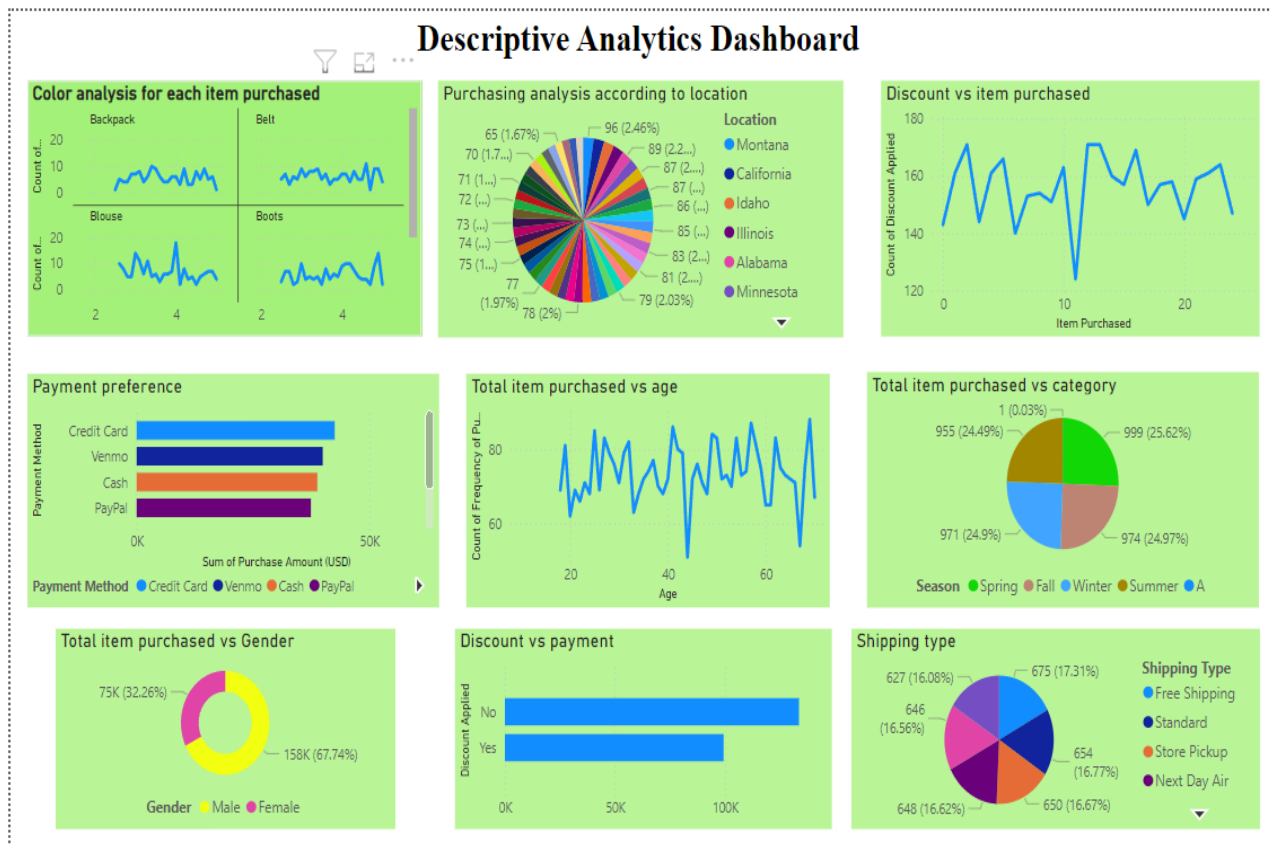 Descriptive Analytics Dashboard
Color analysis for each item purchased
Backpack
Belt
Count of...
20
10
0
Blouse
Boots
Count of...
20
10
0
2
4
2
4
Purchasing analysis according to location
65 (1.67%)
96 (2.46%)
70 (1.7...)
89 (2.2...)
87 (2...)
71 (1...)
87 (...)
72 (...)
86 (...)
73 (...)
85 (...)
74 (...)
83 (2...)
75 (1...)
81 (2....)
77
(1.97%)
79 (2.03%)
78 (2%)
Location
Montana
California
Idaho
Illinois
Alabama
Minnesota
Discount vs item purchased
Count of Discount Applied
180
160
140
120
0
10
20
Item Purchased
Payment preference
Payment Method
Credit Card
Venmo
Cash
PayPal
0K
50K
Sum of Purchase Amount (USD)
Payment Method Credit Card Venmo Cash PayPal
Total item purchased vs age
Count of Frequency of Pu...
80
60
20
40
60
Age
Total item purchased vs category
1 (0.03%)
955 (24.49%)
999 (25.62%)
971 (24.9%)
974 (24.97%)
Season Spring Fall Winter Summer A
Total item purchased vs Gender
75K (32.26%)
158K (67.74%)
Gender Male Female
Discount vs payment
Discount Applied
No
Yes
0K
50K
100K
Shipping type
627 (16.08%)
675 (17.31%)
646
(16.56%)
654
(16.77%)
648 (16.62%)
650 (16.67%)
Shipping Type
Free Shipping
Standard
Store Pickup
Next Day Air